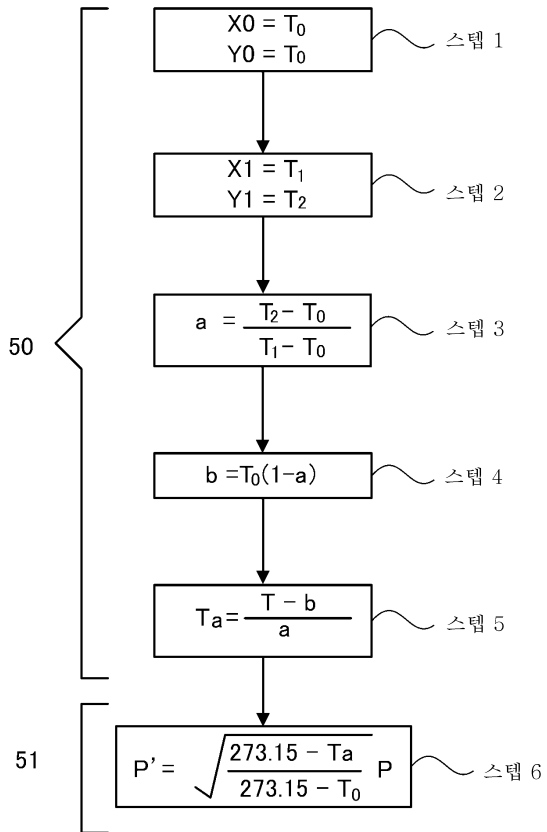 X0 = T₀
Y0 = T₀
스텝 1
X1 = T₁
Y1 = T₂
스텝 2
a = (T₂ − T₀) / (T₁ − T₀)
스텝 3
50
b =T₀(1−a)
스텝 4
Ta= (T − b) / a
스텝 5
51
P' = √((273.15 − Ta) / (273.15 − T₀)) P
스텝 6